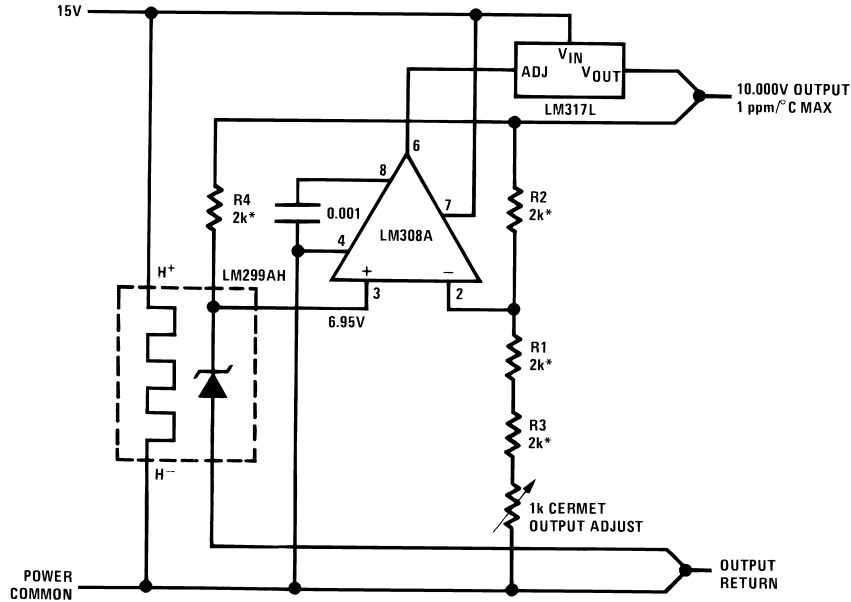 15V
VIN
ADJ
VOUT
LM317L
10.000V OUTPUT
1 ppm/°C MAX
6
8
R4
2k*
0.001
7
R2
2k*
4
LM308A
H+
LM299AH
+
−
3
2
6.95V
R1
2k*
R3
2k*
H−
1k CERMET
OUTPUT ADJUST
POWER
COMMON
OUTPUT
RETURN